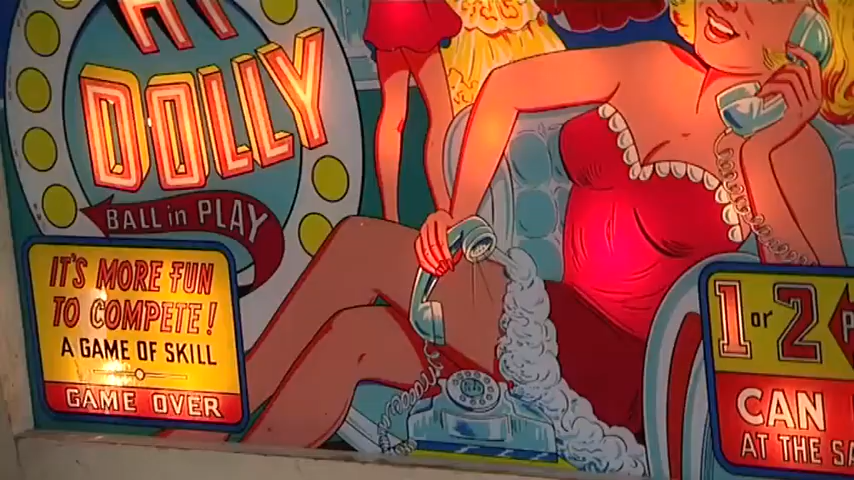 HI
DOLLY
BALL in PLAY
IT'S MORE FUN
TO COMPETE!
A GAME OF SKILL
GAME OVER
1 or 2
CAN
AT THE